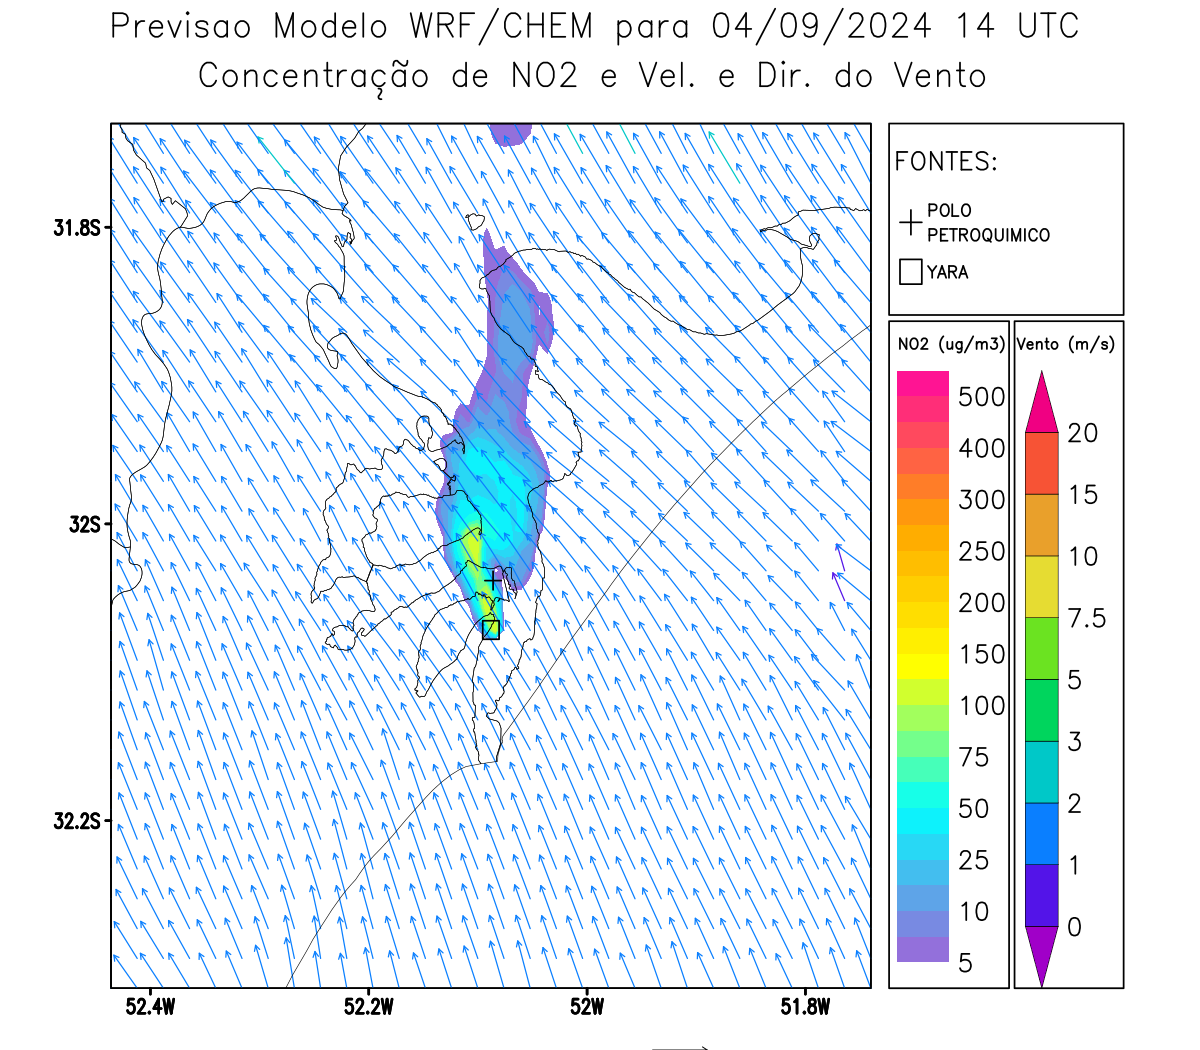 Previsao Modelo WRF/CHEM para 04/09/2024 14 UTC
Concentração de NO2 e Vel. e Dir. do Vento
FONTES:
POLO
PETROQUIMICO
YARA
NO2 (ug/m3)
500
400
300
250
200
150
100
75
50
25
10
5
Vento (m/s)
20
15
10
7.5
5
3
2
1
0
31.8S
32S
32.2S
52.4W 52.2W 52W 51.8W